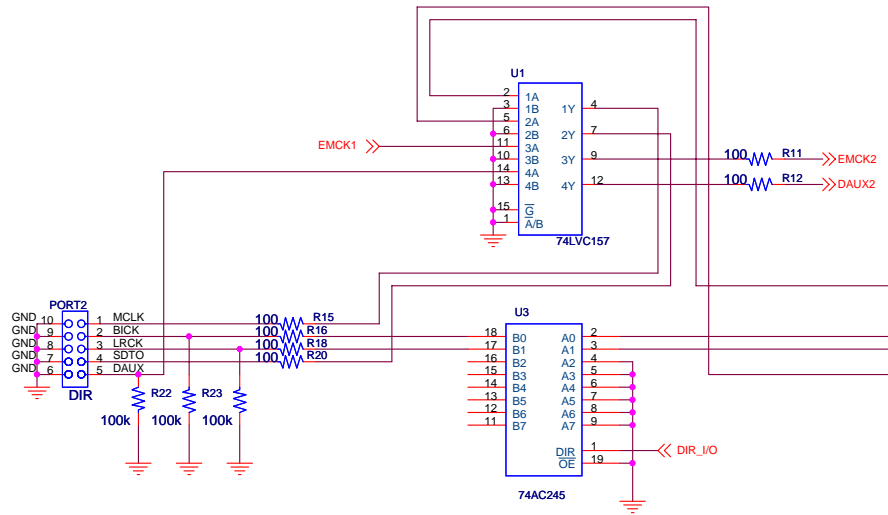 U1
2 1A 1Y 4
3 1B
5 2A 2Y 7
6 2B
EMCK1 11 3A 3Y 9 100 R11 EMCK2
10 3B
14 4A 4Y 12 100 R12 DAUX2
13 4B
15 G
1 A/B
74LVC157
PORT2
GND 10 1 MCLK 100 R15
GND 9 2 BICK 100 R16
GND 8 3 LRCK 100 R18
GND 7 4 SDTO 100 R20
GND 6 5 DAUX
DIR
R22 R23
100k 100k 100k
U3
18 B0 A0 2
17 B1 A1 3
16 B2 A2 4
15 B3 A3 5
14 B4 A4 6
13 B5 A5 7
12 B6 A6 8
11 B7 A7 9
DIR 1 DIR_I/O
OE 19
74AC245